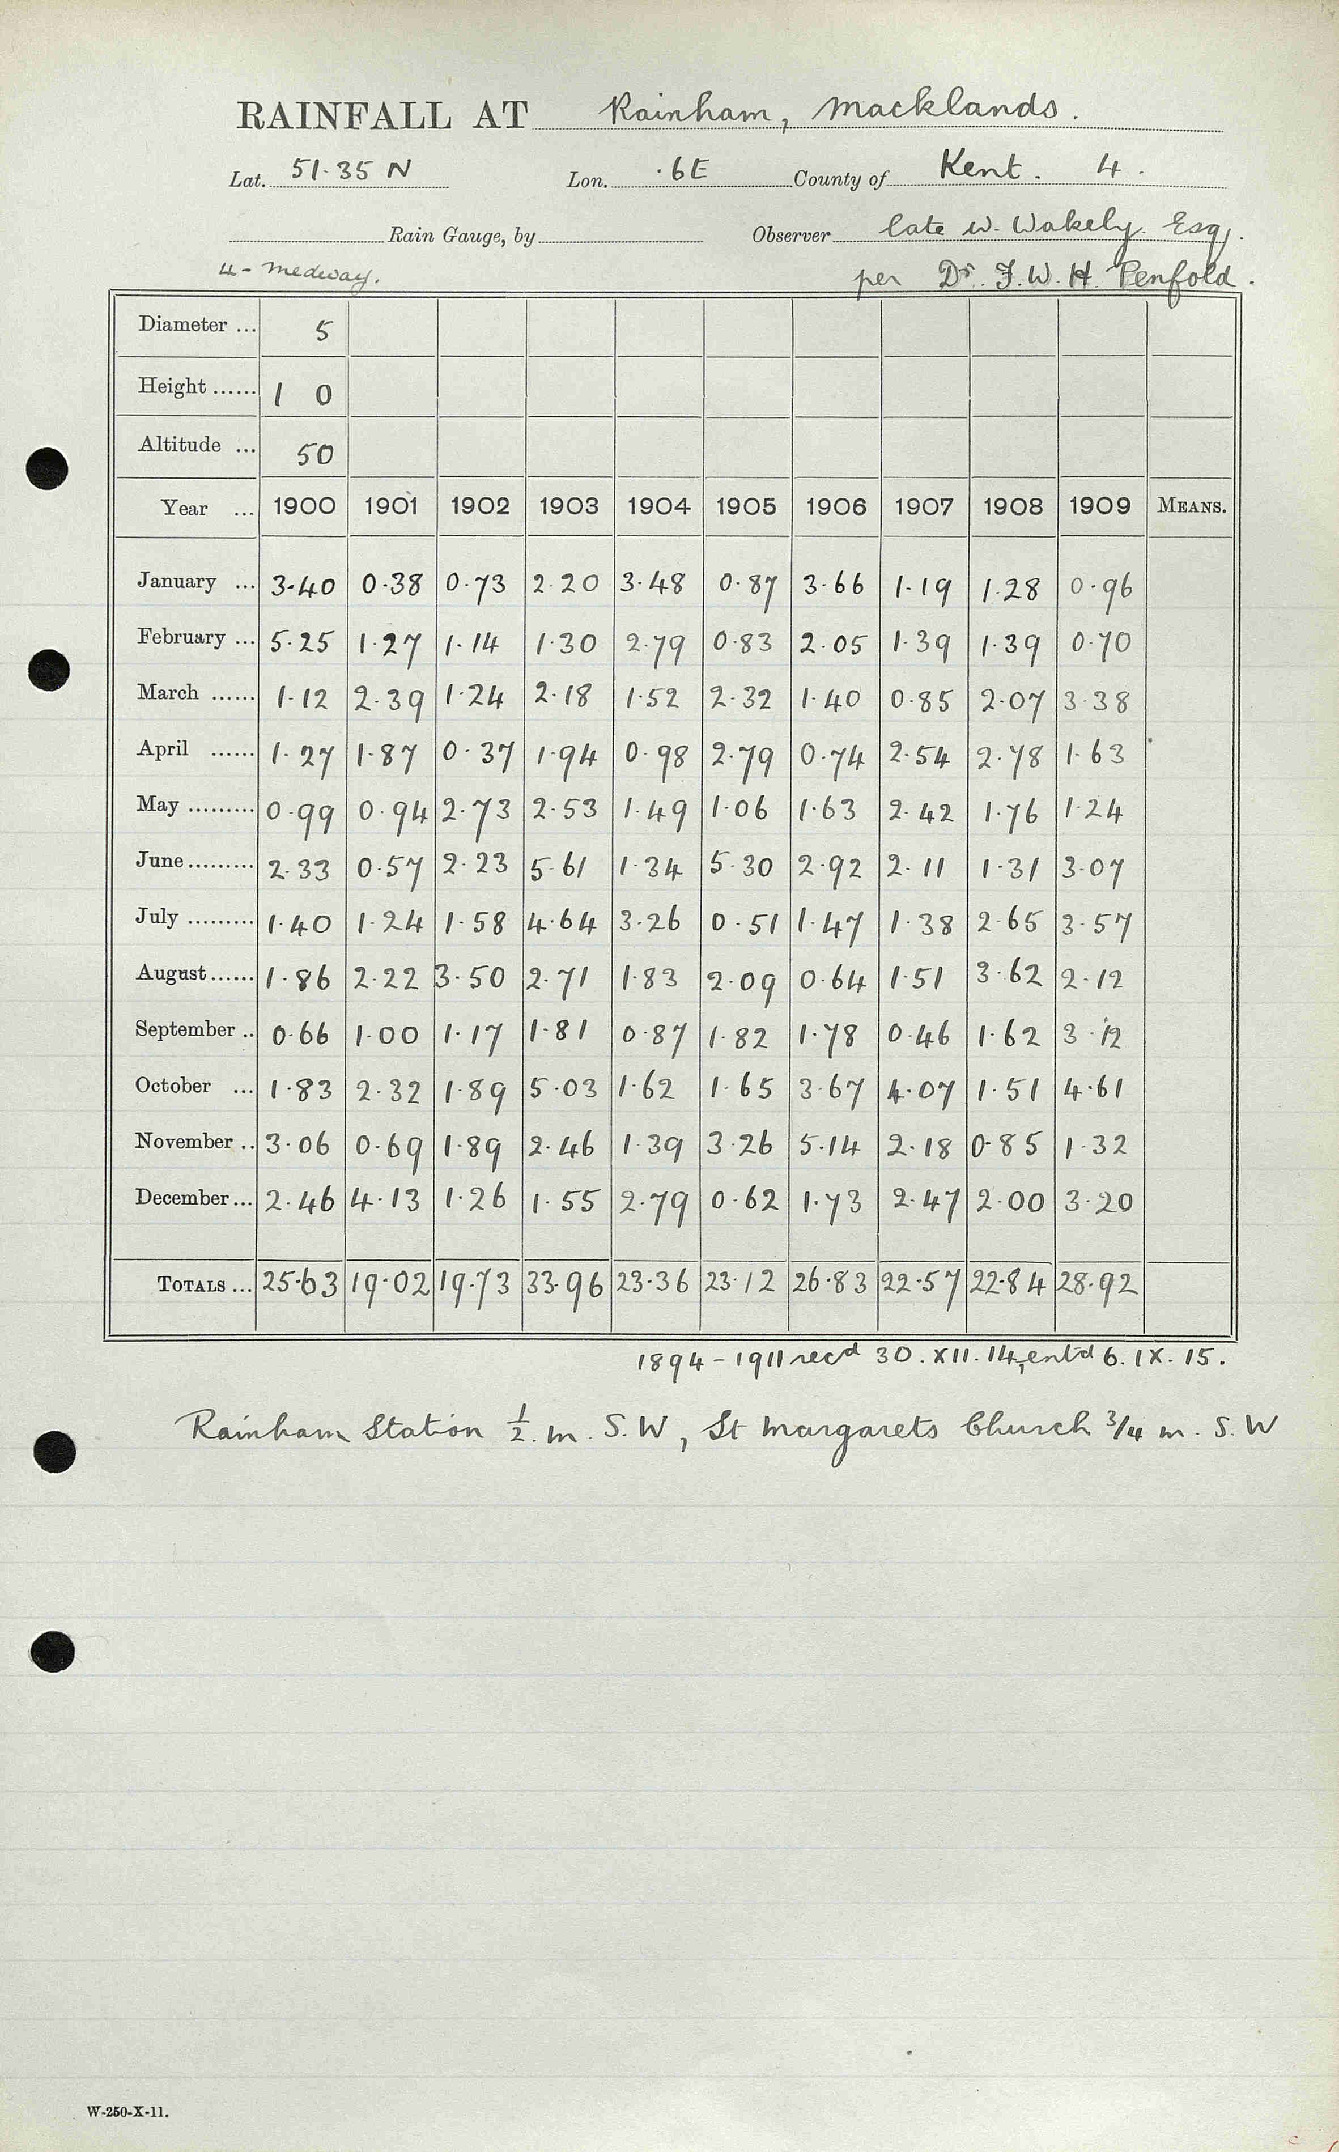 RAINFALL AT Rainham, Macklands.
Lat. 51.35 N Lon. .6E County of Kent. 4.
Rain Gauge, by Observer late W. Wakely Esq.
4 - Medway. per Dr. F. W. H. Penfold.
Diameter ... 5
Height ...... 1 0
Altitude ... 50
Year ... 1900 1901 1902 1903 1904 1905 1906 1907 1908 1909 MEANS.
January ... 3.40 0.38 0.73 2.20 3.48 0.87 3.66 1.19 1.28 0.96
February ... 5.25 1.27 1.14 1.30 2.79 0.83 2.05 1.39 1.39 0.70
March ...... 1.12 2.39 1.24 2.18 1.52 2.32 1.40 0.85 2.07 3.38
April ...... 1.27 1.87 0.37 1.94 0.98 2.79 0.74 2.54 2.78 1.63
May ......... 0.99 0.94 2.73 2.53 1.49 1.06 1.63 2.42 1.76 1.24
June ......... 2.33 0.57 2.23 5.61 1.34 5.30 2.92 2.11 1.31 3.07
July ......... 1.40 1.24 1.58 4.64 3.26 0.51 1.47 1.38 2.65 3.57
August ...... 1.86 2.22 3.50 2.71 1.83 2.09 0.64 1.51 3.62 2.12
September .. 0.66 1.00 1.17 1.81 0.87 1.82 1.78 0.46 1.62 3.12
October ... 1.83 2.32 1.89 5.03 1.62 1.65 3.67 4.07 1.51 4.61
November .. 3.06 0.69 1.89 2.46 1.39 3.26 5.14 2.18 0.85 1.32
December ... 2.46 4.13 1.26 1.55 2.79 0.62 1.73 2.47 2.00 3.20
TOTALS ... 25.63 19.02 19.73 33.96 23.36 23.12 26.83 22.57 22.84 28.92
1894 - 1911 recd 30. XII. 14, entd 6. IX. 15.
Rainham Station ½ m. S.W, St Margarets Church ¾ m. S.W
W-250-X-11.